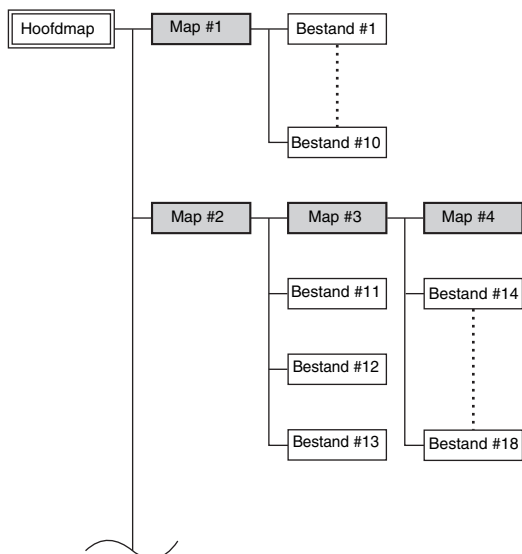 Hoofdmap
Map #1
Bestand #1
Bestand #10
Map #2
Map #3
Map #4
Bestand #11
Bestand #14
Bestand #12
Bestand #13
Bestand #18